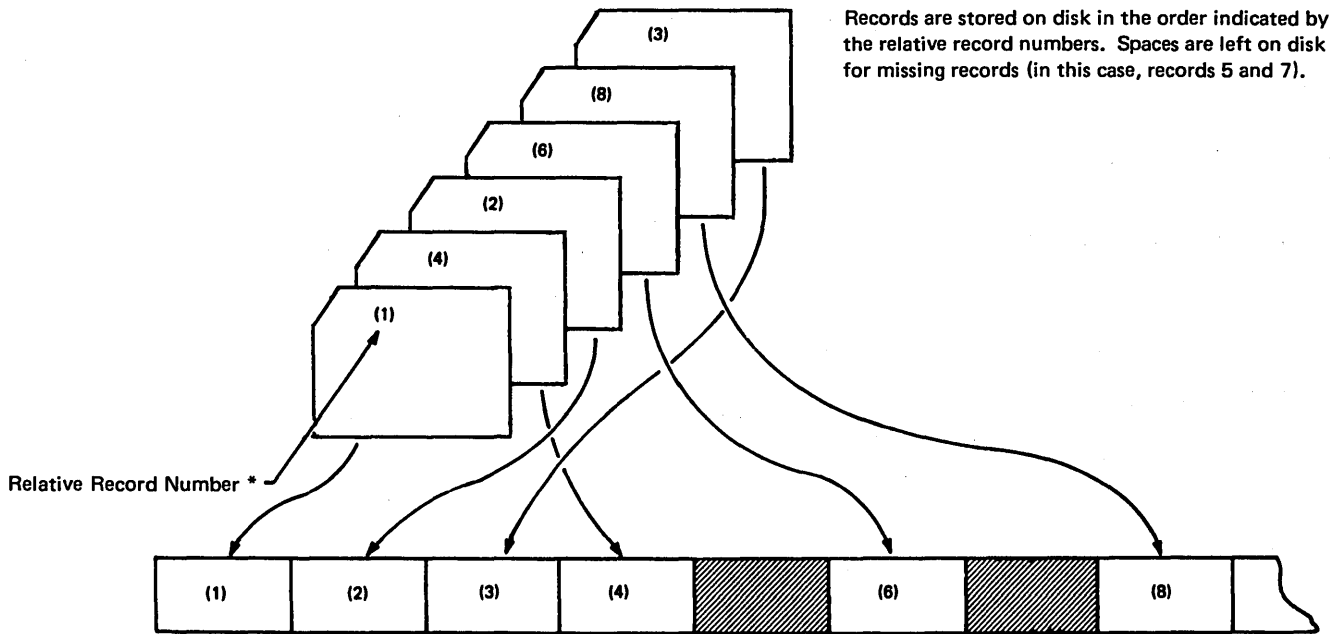 Records are stored on disk in the order indicated by
the relative record numbers. Spaces are left on disk
for missing records (in this case, records 5 and 7).
(3)
(8)
(6)
(2)
(4)
(1)
Relative Record Number *
(1) (2) (3) (4) (6) (8)